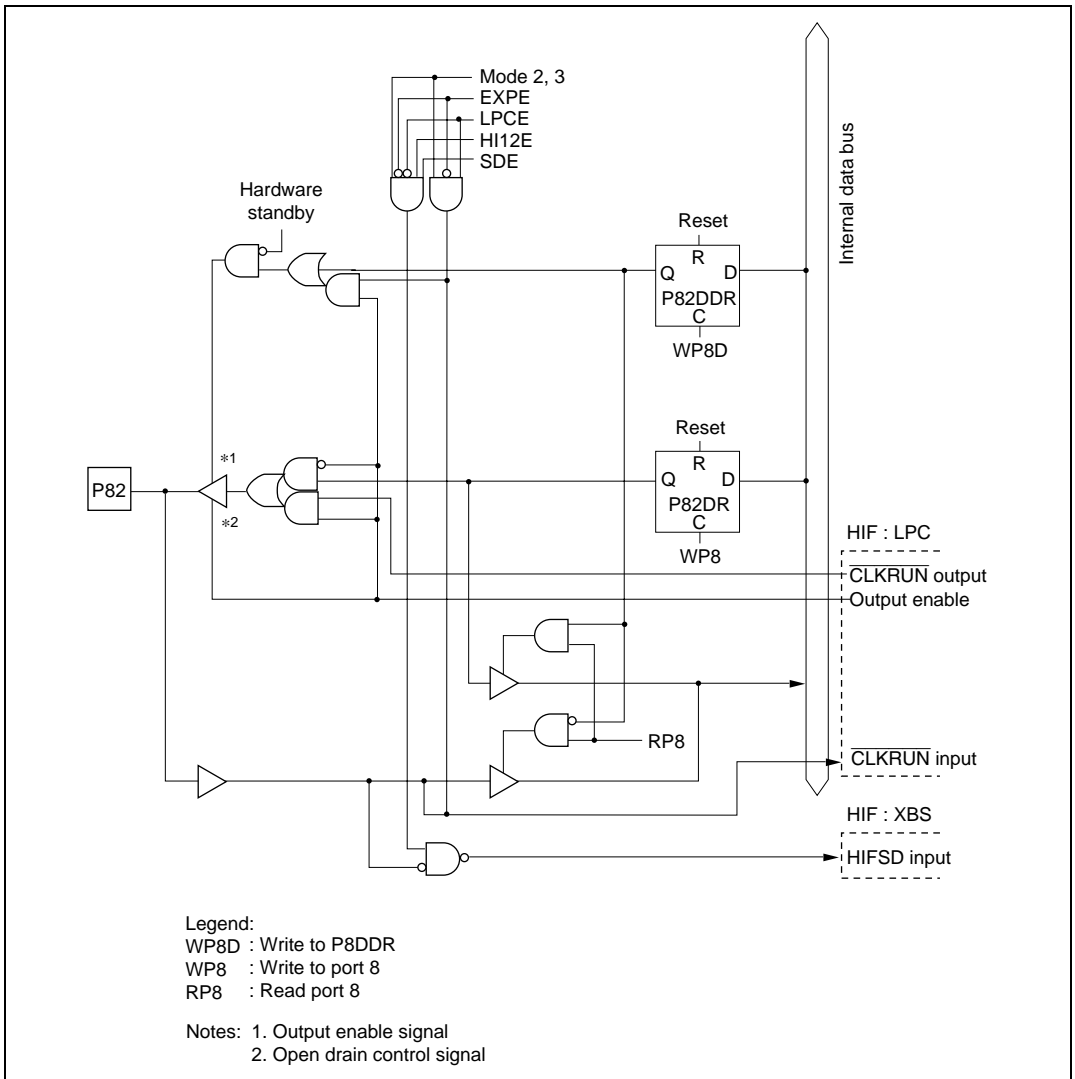 Mode 2, 3
EXPE
LPCE
HI12E
SDE
Hardware
standby
Internal data bus
Reset
R
Q D
P82DDR
C
WP8D
*1
P82
*2
Reset
R
Q D
P82DR
C
WP8
HIF : LPC
CLKRUN output
Output enable
RP8
CLKRUN input
HIF : XBS
HIFSD input
Legend:
WP8D : Write to P8DDR
WP8 : Write to port 8
RP8 : Read port 8
Notes: 1. Output enable signal
2. Open drain control signal